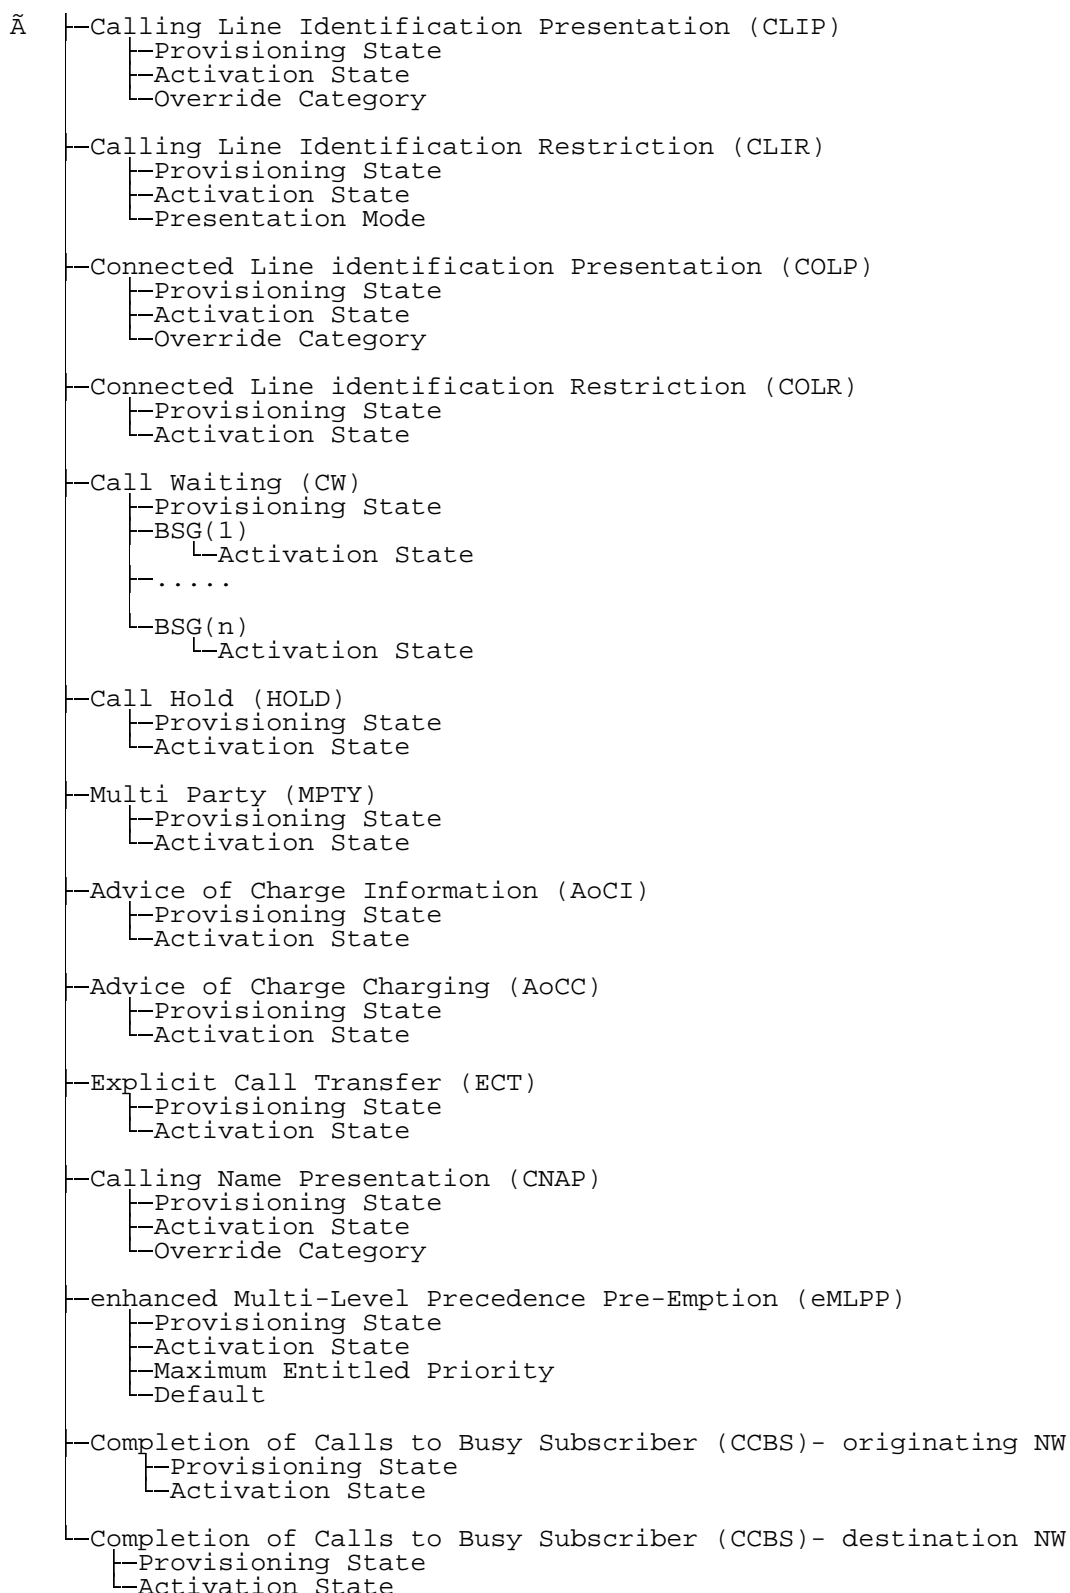 Ã
Calling Line Identification Presentation (CLIP)
Provisioning State
Activation State
Override Category
Calling Line Identification Restriction (CLIR)
Provisioning State
Activation State
Presentation Mode
Connected Line identification Presentation (COLP)
Provisioning State
Activation State
Override Category
Connected Line identification Restriction (COLR)
Provisioning State
Activation State
Call Waiting (CW)
Provisioning State
BSG(1)
Activation State
.....
BSG(n)
Activation State
Call Hold (HOLD)
Provisioning State
Activation State
Multi Party (MPTY)
Provisioning State
Activation State
Advice of Charge Information (AoCI)
Provisioning State
Activation State
Advice of Charge Charging (AoCC)
Provisioning State
Activation State
Explicit Call Transfer (ECT)
Provisioning State
Activation State
Calling Name Presentation (CNAP)
Provisioning State
Activation State
Override Category
enhanced Multi-Level Precedence Pre-Emption (eMLPP)
Provisioning State
Activation State
Maximum Entitled Priority
Default
Completion of Calls to Busy Subscriber (CCBS)- originating NW
Provisioning State
Activation State
Completion of Calls to Busy Subscriber (CCBS)- destination NW
Provisioning State
Activation State